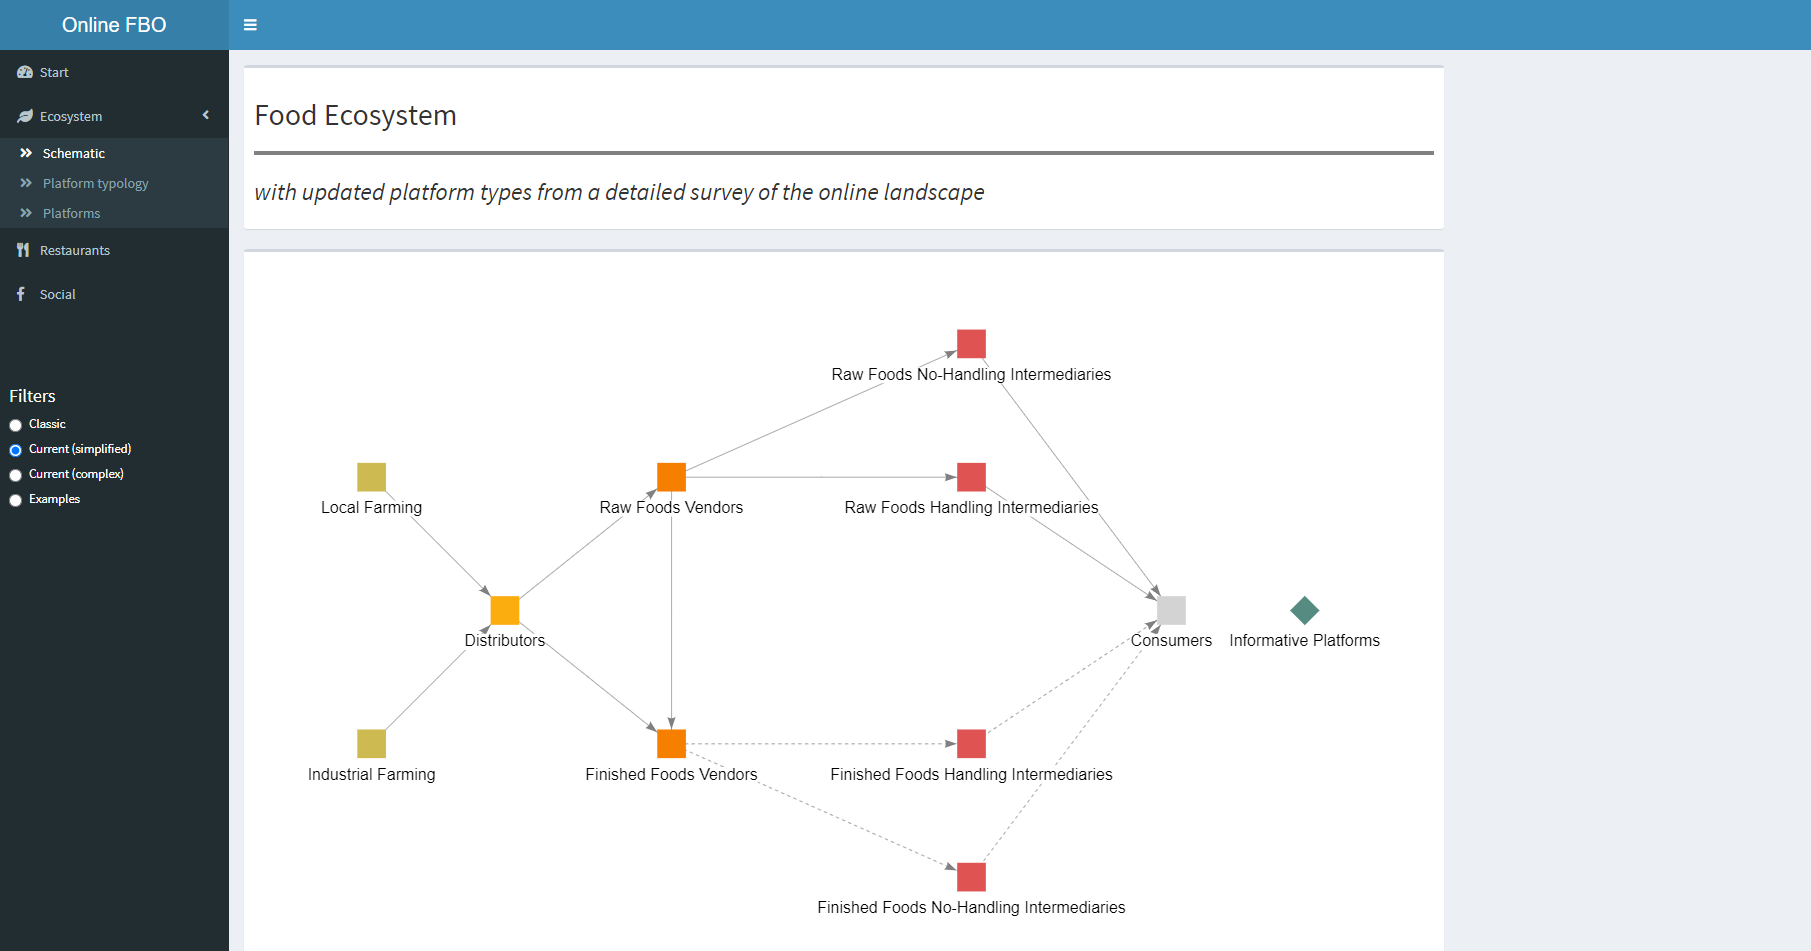 Online FBO
Start
Ecosystem
Schematic
Platform typology
Platforms
Restaurants
Social
Filters
Classic
Current (simplified)
Current (complex)
Examples
Food Ecosystem
with updated platform types from a detailed survey of the online landscape
Raw Foods No-Handling Intermediaries
Local Farming
Raw Foods Vendors
Raw Foods Handling Intermediaries
Distributors
Consumers
Informative Platforms
Industrial Farming
Finished Foods Vendors
Finished Foods Handling Intermediaries
Finished Foods No-Handling Intermediaries